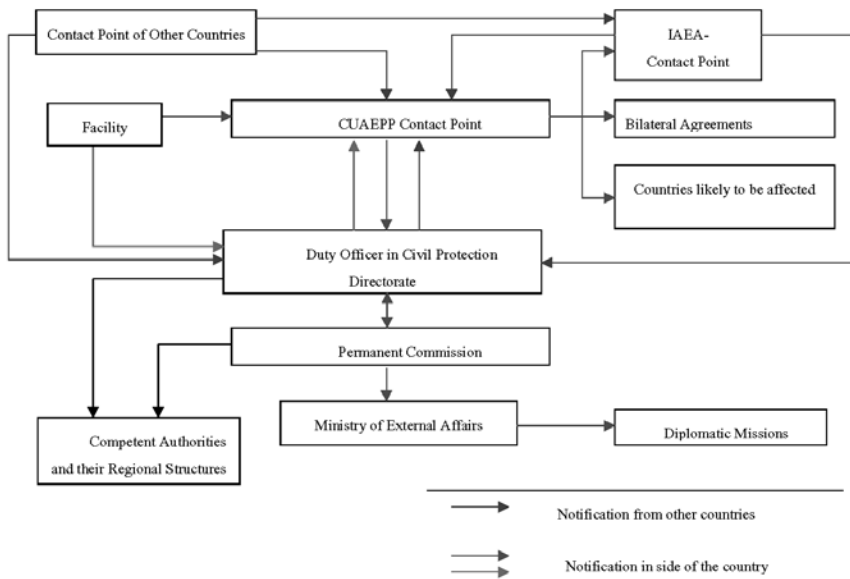 Contact Point of Other Countries
IAEA-
Contact Point
Facility
CUAEPP Contact Point
Bilateral Agreements
Countries likely to be affected
Duty Officer in Civil Protection
Directorate
Permanent Commission
Ministry of External Affairs
Diplomatic Missions
Competent Authorities
and their Regional Structures
Notification from other countries
Notification in side of the country